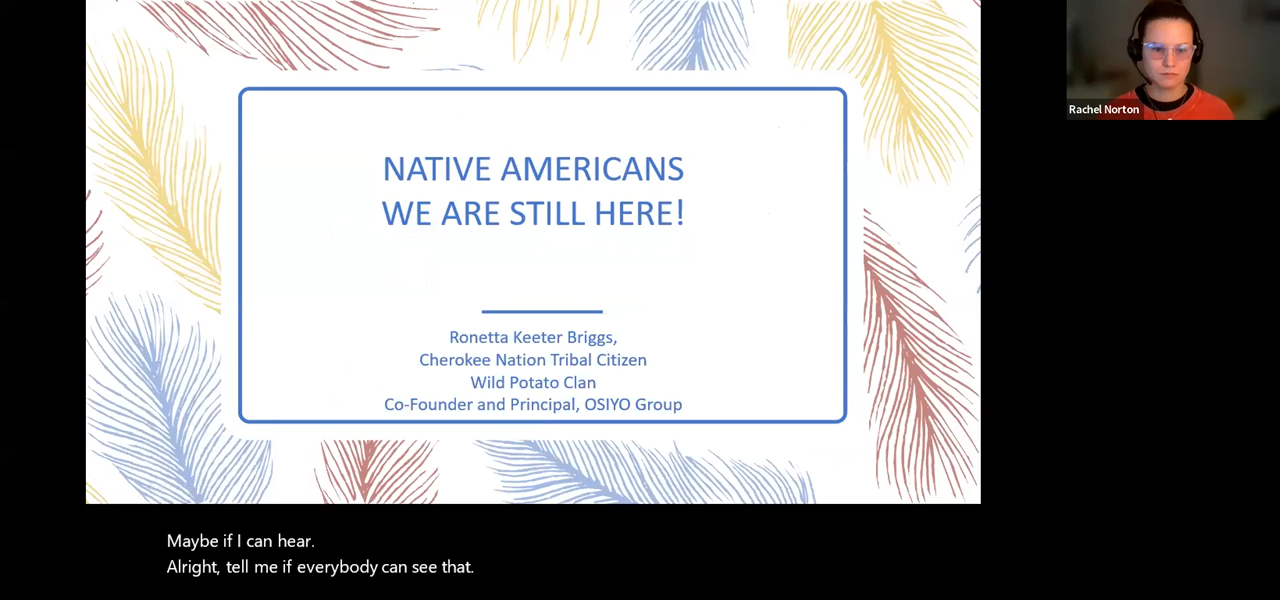 NATIVE AMERICANS
WE ARE STILL HERE!
Ronetta Keeter Briggs,
Cherokee Nation Tribal Citizen
Wild Potato Clan
Co-Founder and Principal, OSIYO Group
Rachel Norton
Maybe if I can hear.
Alright, tell me if everybody can see that.